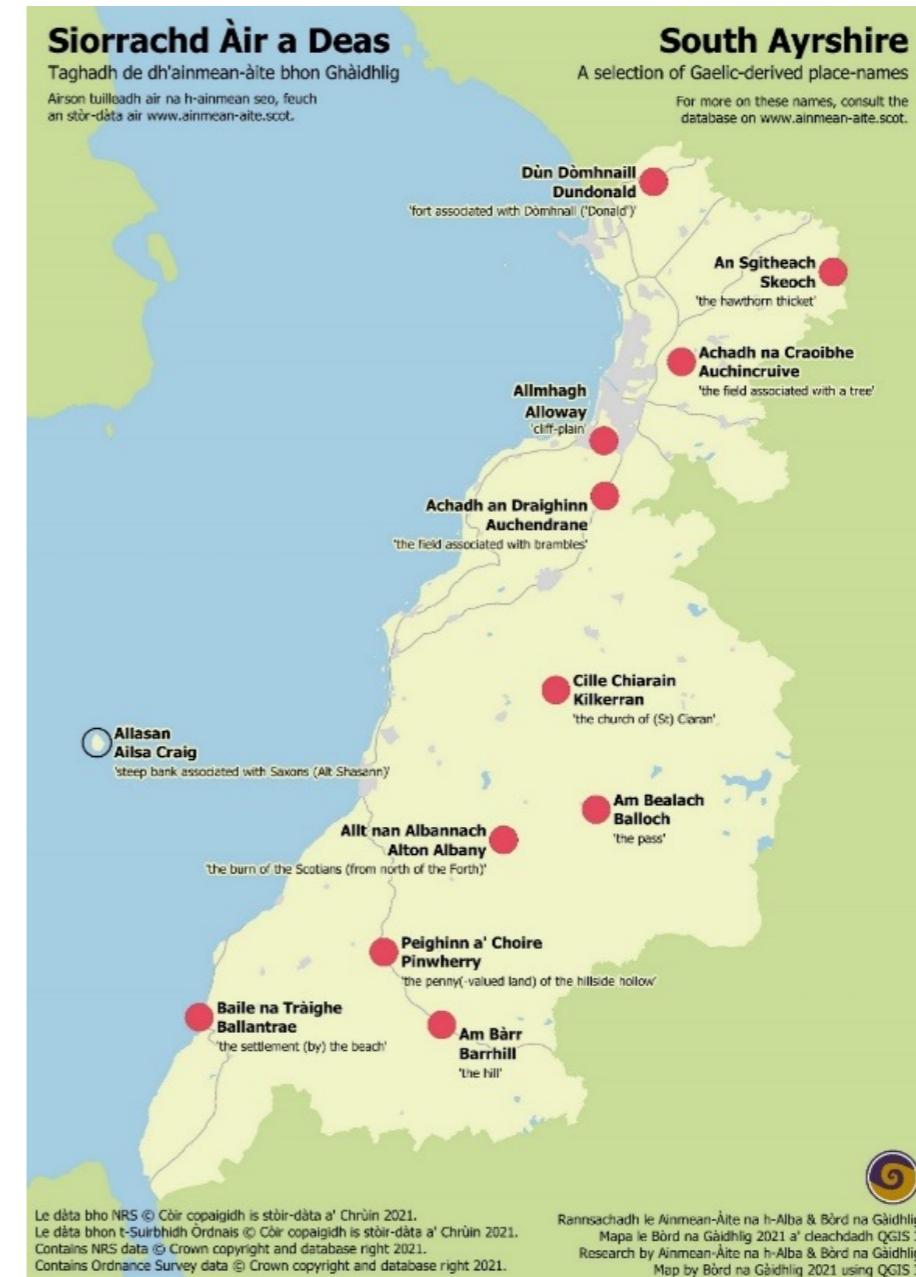 Siorrachd Àir a Deas
Taghadh de dh'ainmean-àite bhon Ghàidhlig
Airson tuilleadh air na h-ainmean seo, feuch
an stòr-dàta air www.ainmean-aite.scot.
South Ayrshire
A selection of Gaelic-derived place-names
For more on these names, consult the
database on www.ainmean-aite.scot.
Dùn Dòmhnaill
Dundonald
'fort associated with Dòmhnall ('Donald')'
An Sgitheach
Skeoch
'the hawthorn thicket'
Achadh na Craoibhe
Auchincruive
'the field associated with a tree'
Allmhagh
Alloway
'cliff-plain'
Achadh an Draighinn
Auchendrane
'the field associated with brambles'
Cille Chiarain
Kilkerran
'the church of (St) Ciaran'
Allasan
Ailsa Craig
'steep bank associated with Saxons (Alt Shasann)'
Am Bealach
Balloch
'the pass'
Allt nan Albannach
Alton Albany
'the burn of the Scotians (from north of the Forth)'
Peighinn a' Choire
Pinwherry
'the penny(-valued land) of the hillside hollow'
Baile na Tràighe
Ballantrae
'the settlement (by) the beach'
Am Bàrr
Barrhill
'the hill'
Le dàta bho NRS © Còir copaigidh is stòir-dàta a' Chrùin 2021.
Le dàta bhon t-Suirbhidh Òrdnais © Còir copaigidh is stòir-dàta a' Chrùin 2021.
Contains NRS data © Crown copyright and database right 2021.
Contains Ordnance Survey data © Crown copyright and database right 2021.
Rannsachadh le Ainmean-Àite na h-Alba & Bòrd na Gàidhlig
Mapa le Bòrd na Gàidhlig 2021 a' cleachdadh QGIS
Research by Ainmean-Àite na h-Alba & Bòrd na Gàidhlig
Map by Bòrd na Gàidhlig 2021 using QGIS